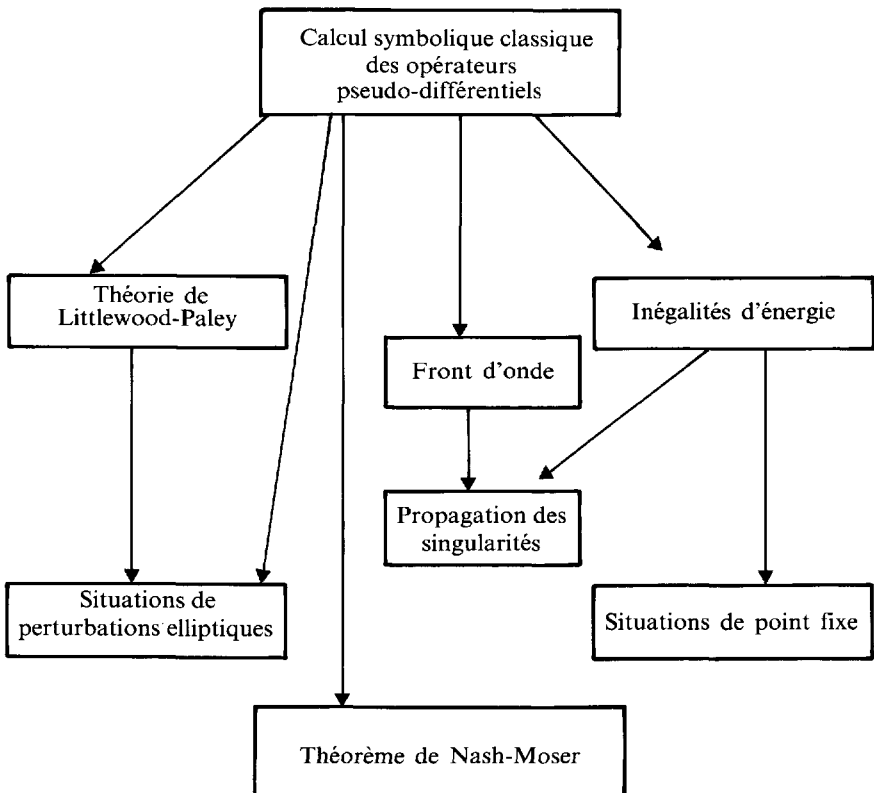 Calcul symbolique classique
des opérateurs
pseudo-différentiels
Théorie de
Littlewood-Paley
Inégalités d'énergie
Front d'onde
Propagation des
singularités
Situations de
perturbations elliptiques
Situations de point fixe
Théorème de Nash-Moser